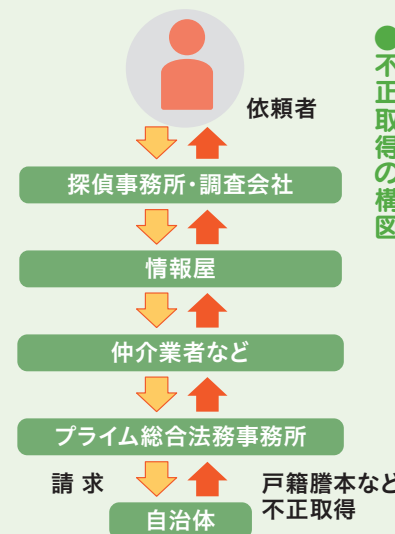 ●不正取得の構図
依頼者
探偵事務所・調査会社
情報屋
仲介業者など
プライム総合法務事務所
請 求
戸籍謄本など
不正取得
自治体